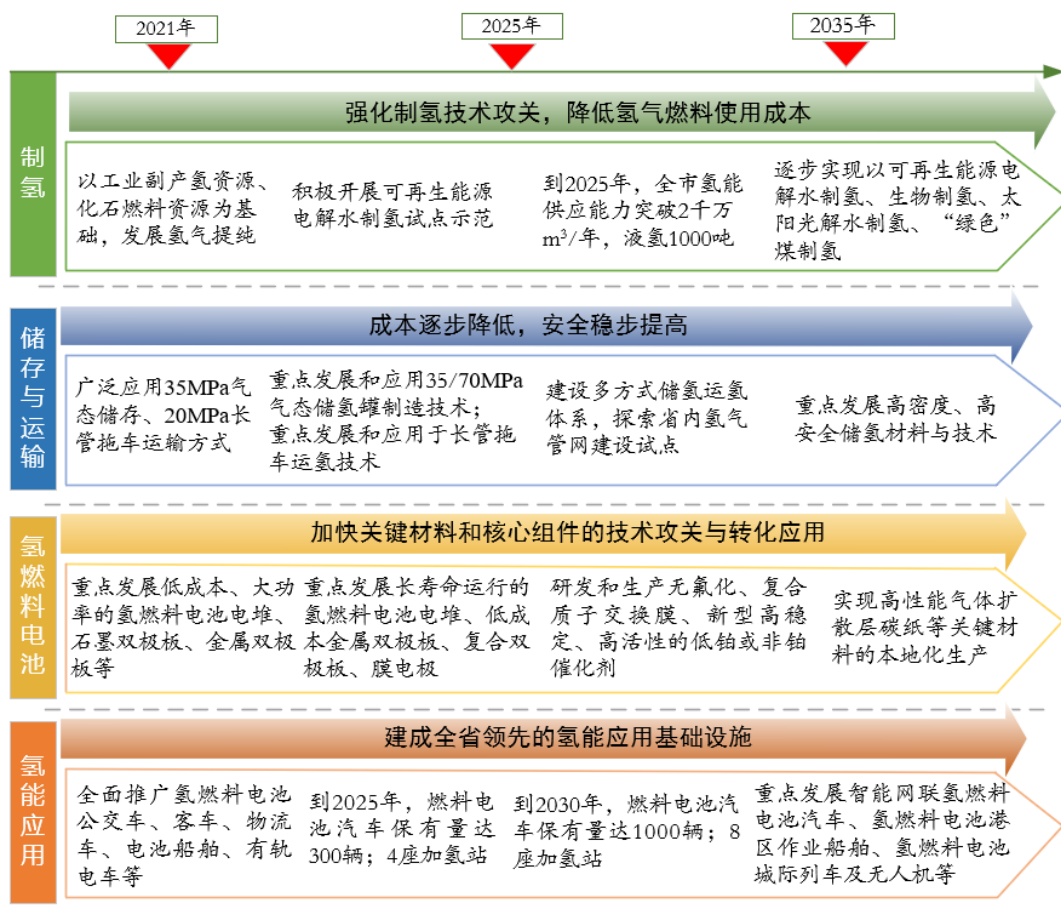 2021年
2025年
2035年
制氢
强化制氢技术攻关，降低氢气燃料使用成本
以工业副产氢资源、
化石燃料资源为基
础，发展氢气提纯
积极开展可再生能源
电解水制氢试点示范
到2025年，全市氢能
供应能力突破2千万
m³/年，液氢1000吨
逐步实现以可再生能源电
解水制氢、生物制氢、太
阳光解水制氢、“绿色”
煤制氢
储存与运输
成本逐步降低，安全稳步提高
广泛应用35MPa气
态储存、20MPa长
管拖车运输方式
重点发展和应用35/70MPa
气态储氢罐制造技术；
重点发展和应用于长管拖
车运氢技术
建设多方式储氢运氢
体系，探索省内氢气
管网建设试点
重点发展高密度、高
安全储氢材料与技术
氢燃料电池
加快关键材料和核心组件的技术攻关与转化应用
重点发展低成本、大功
率的氢燃料电池电堆、
石墨双极板、金属双极
板等
重点发展长寿命运行的
氢燃料电池电堆、低成
本金属双极板、复合双
极板、膜电极
研发和生产无氟化、复合
质子交换膜、新型高稳
定、高活性的低铂或非铂
催化剂
实现高性能气体扩
散层碳纸等关键材
料的本地化生产
氢能应用
建成全省领先的氢能应用基础设施
全面推广氢燃料电池
公交车、客车、物流
车、电池船舶、有轨
电车等
到2025年，燃料电
池汽车保有量达
300辆；4座加氢站
到2030年，燃料电池汽
车保有量达1000辆；8
座加氢站
重点发展智能网联氢燃料
电池汽车、氢燃料电池港
区作业船舶、氢燃料电池
城际列车及无人机等